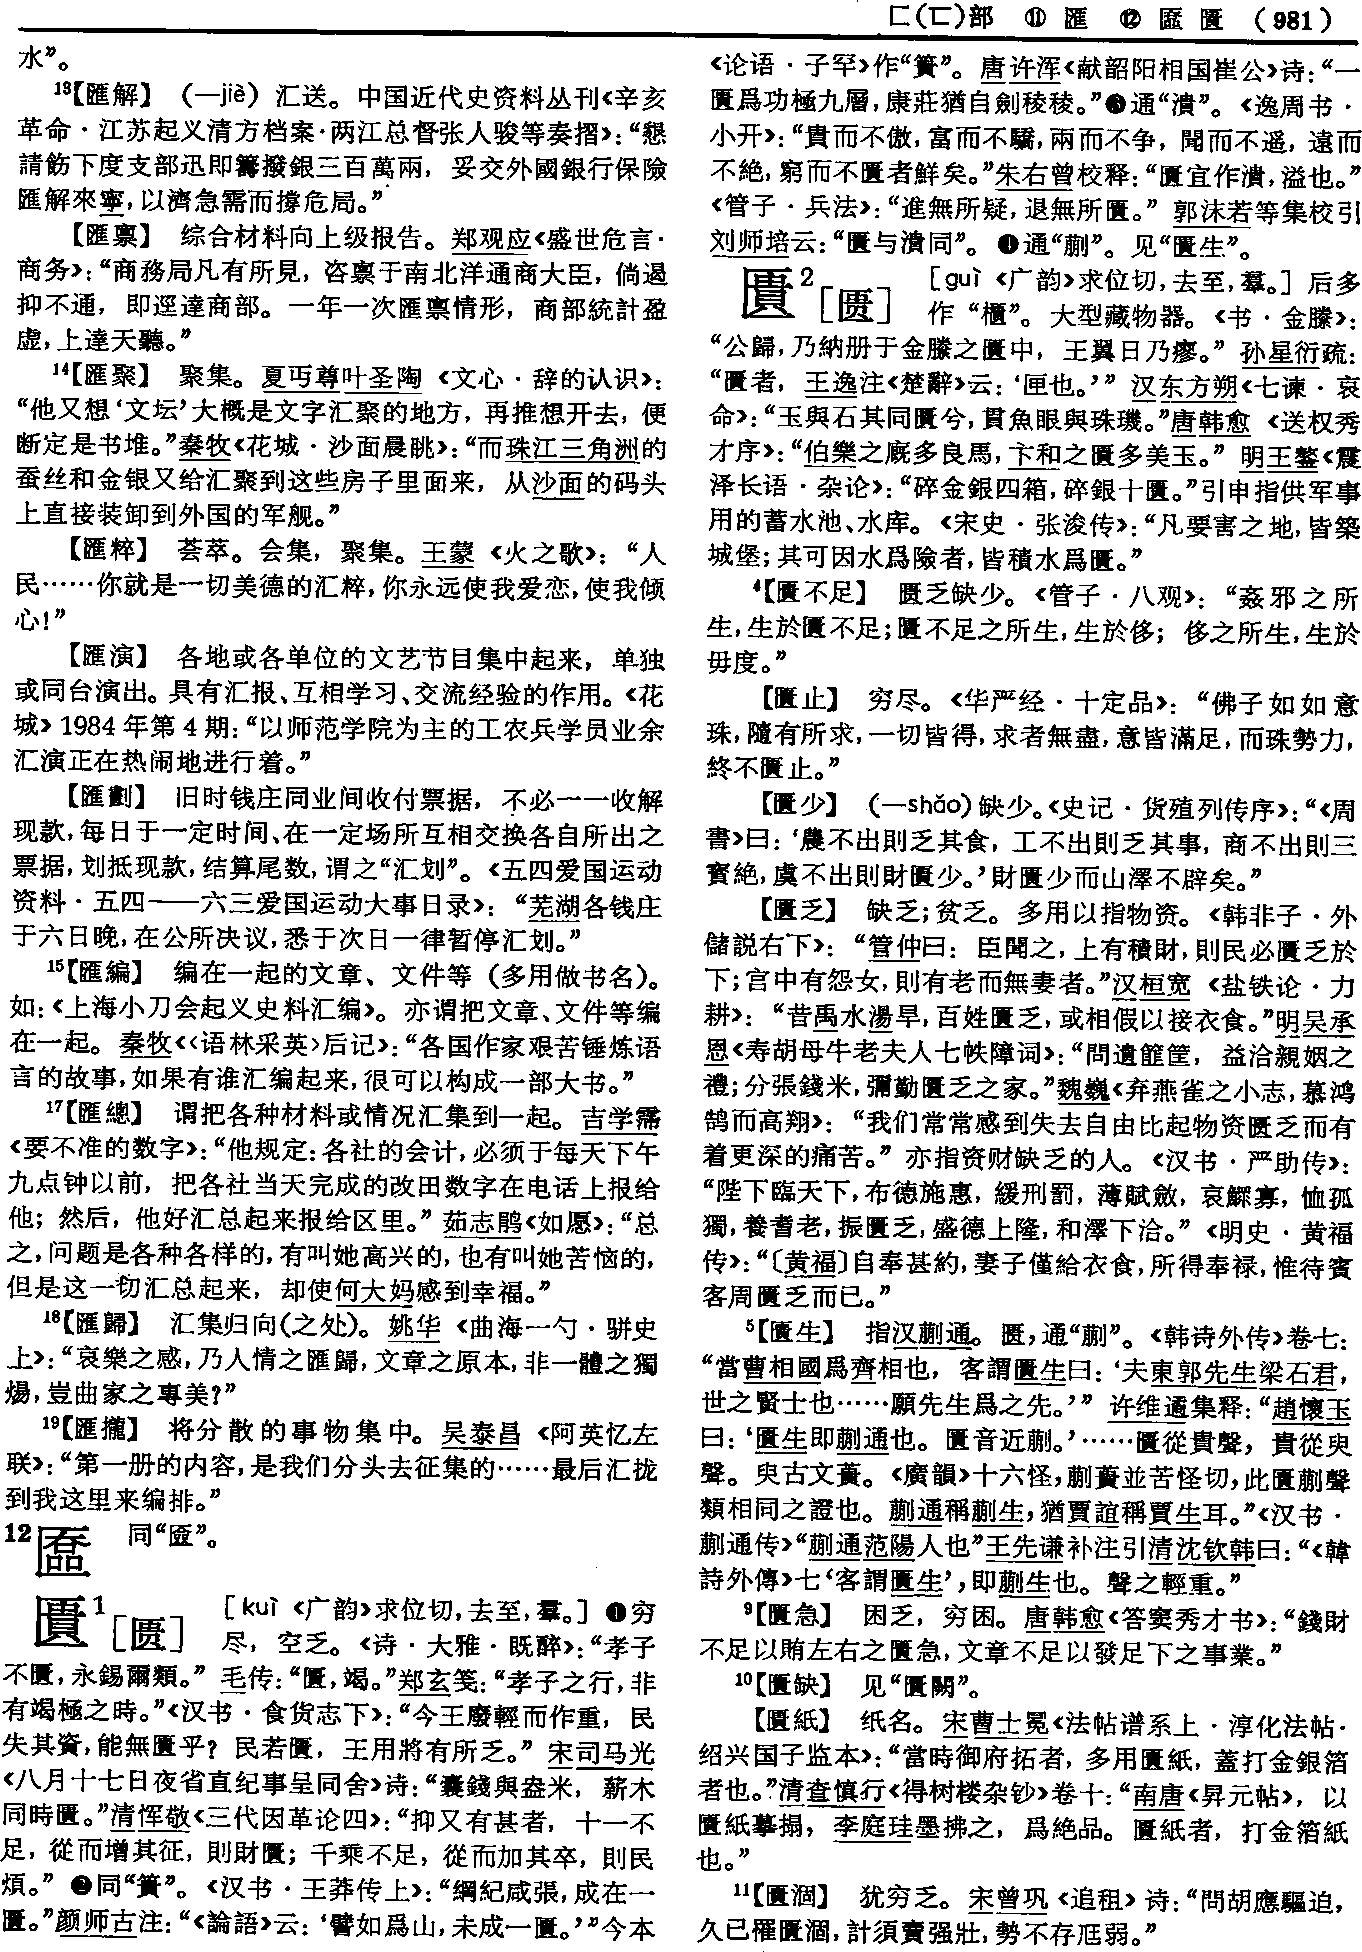 匚(匸)部 ⑪ 匯 ⑫ 匼 匱 (981)
水”。
¹³【匯解】 (—jiè) 汇送。中国近代史资料丛刊《辛亥
革命·江苏起义清方档案·两江总督张人骏等奏摺》：“懇
請飭下度支部迅即籌撥銀三百萬兩，妥交外國銀行保險
匯解來寧，以濟急需而撐危局。”
【匯禀】 综合材料向上级报告。郑观应《盛世危言·
商务》：“商務局凡有所見，咨禀于南北洋通商大臣，倘遏
抑不通，即逕達商部。一年一次匯禀情形，商部統計盈
虚，上達天聽。”
¹⁴【匯聚】 聚集。夏丏尊叶圣陶《文心·辞的认识》：
“他又想‘文坛’大概是文字汇聚的地方，再推想开去，便
断定是书堆。”秦牧《花城·沙面晨眺》：“而珠江三角洲的
蚕丝和金银又给汇聚到这些房子里面来，从沙面的码头
上直接装卸到外国的军舰。”
【匯粹】 荟萃。会集，聚集。王蒙《火之歌》：“人
民……你就是一切美德的汇粹，你永远使我爱恋，使我倾
心！”
【匯演】 各地或各单位的文艺节目集中起来，单独
或同台演出。具有汇报、互相学习、交流经验的作用。《花
城》1984年第4期：“以师范学院为主的工农兵学员业余
汇演正在热闹地进行着。”
【匯劃】 旧时钱庄同业间收付票据，不必一一收解
现款，每日于一定时间、在一定场所互相交换各自所出之
票据，划抵现款，结算尾数，谓之“汇划”。《五四爱国运动
资料·五四——六三爱国运动大事日录》：“芜湖各钱庄
于六日晚，在公所决议，悉于次日一律暂停汇划。”
¹⁵【匯編】 编在一起的文章、文件等（多用做书名）。
如：《上海小刀会起义史料汇编》。亦谓把文章、文件等编
在一起。秦牧《〈语林采英〉后记》：“各国作家艰苦锤炼语
言的故事，如果有谁汇编起来，很可以构成一部大书。”
¹⁷【匯總】 谓把各种材料或情况汇集到一起。吉学霈
《要不准的数字》：“他规定：各社的会计，必须于每天下午
九点钟以前，把各社当天完成的改田数字在电话上报给
他；然后，他好汇总起来报给区里。”茹志鹃《如愿》：“总
之，问题是各种各样的，有叫她高兴的，也有叫她苦恼的，
但是这一切汇总起来，却使何大妈感到幸福。”
¹⁸【匯歸】 汇集归向(之处)。姚华《曲海一勺·骈史
上》：“哀樂之感，乃人情之匯歸，文章之原本，非一體之獨
煬，豈曲家之專美？”
¹⁹【匯攏】 将分散的事物集中。吴泰昌《阿英忆左
联》：“第一册的内容，是我们分头去征集的……最后汇拢
到我这里来编排。”
12 同“匳”。
匱¹[匮] [kuì《广韵》求位切，去至，羣。] ❶穷
尽，空乏。《诗·大雅·既醉》：“孝子
不匱，永錫爾類。”毛传：“匱，竭。”郑玄笺：“孝子之行，非
有竭極之時。”《汉书·食货志下》：“今王廢輕而作重，民
失其資，能無匱乎？民若匱，王用將有所乏。”宋司马光
《八月十七日夜省直纪事呈同舍》诗：“囊錢與盎米，薪木
同時匱。”清恽敬《三代因革论四》：“抑又有甚者，十一不
足，從而增其征，則財匱；千乘不足，從而加其卒，則民
煩。” ❷同“簣”。《汉书·王莽传上》：“綱紀咸張，成在一
匱。”颜师古注：“《論語》云：‘譬如爲山，未成一匱。’”今本
《论语·子罕》作“簣”。唐许浑《献韶阳相国崔公》诗：“一
匱爲功極九層，康莊猶自劍稜稜。”❸通“潰”。《逸周书·
小开》：“貴而不傲，富而不驕，兩而不争，聞而不遥，遠而
不絶，窮而不匱者鮮矣。”朱右曾校释：“匱宜作潰，溢也。”
《管子·兵法》：“進無所疑，退無所匱。”郭沫若等集校引
刘师培云：“匱与潰同”。 ❹通“蒯”。见“匱生”。
匱²[匮] [guì《广韵》求位切，去至，羣。] 后多
作“櫃”。大型藏物器。《书·金縢》：
“公歸，乃納册于金縢之匱中，王翼日乃瘳。”孙星衍疏：
“匱者，王逸注《楚辭》云：‘匣也。’”汉东方朔《七谏·哀
命》：“玉與石其同匱兮，貫魚眼與珠璣。”唐韩愈《送权秀
才序》：“伯樂之廐多良馬，卞和之匱多美玉。”明王鏊《震
泽长语·杂论》：“碎金銀四箱，碎銀十匱。”引申指供军事
用的蓄水池、水库。《宋史·张浚传》：“凡要害之地，皆築
城堡；其可因水爲險者，皆積水爲匱。”
⁴【匱不足】 匮乏缺少。《管子·八观》：“姦邪之所
生，生於匱不足；匱不足之所生，生於侈；侈之所生，生於
毋度。”
【匱止】 穷尽。《华严经·十定品》：“佛子如如意
珠，隨有所求，一切皆得，求者無盡，意皆滿足，而珠勢力，
終不匱止。”
【匱少】 (—shǎo) 缺少。《史记·货殖列传序》：“《周
書》曰：‘農不出則乏其食，工不出則乏其事，商不出則三
寶絶，虞不出則財匱少。’財匱少而山澤不辟矣。”
【匱乏】 缺乏；贫乏。多用以指物资。《韩非子·外
储説右下》：“管仲曰：臣聞之，上有積財，則民必匱乏於
下；宫中有怨女，則有老而無妻者。”汉桓宽《盐铁论·力
耕》：“昔禹水湯旱，百姓匱乏，或相假以接衣食。”明吴承
恩《寿胡母牛老夫人七帙障词》：“問遺篚筐，益洽親姻之
禮；分張錢米，彌勤匱乏之家。”魏巍《弃燕雀之小志，慕鸿
鹄而高翔》：“我们常常感到失去自由比起物资匮乏而有
着更深的痛苦。”亦指资财缺乏的人。《汉书·严助传》：
“陛下臨天下，布德施惠，緩刑罰，薄賦斂，哀鰥寡，恤孤
獨，養耆老，振匱乏，盛德上隆，和澤下洽。”《明史·黄福
传》：“〔黄福〕自奉甚約，妻子僅給衣食，所得奉禄，惟待賓
客周匱乏而已。”
⁵【匱生】 指汉蒯通。匮，通“蒯”。《韩诗外传》卷七：
“當曹相國爲齊相也，客謂匱生曰：‘夫東郭先生梁石君，
世之賢士也……願先生爲之先。’”许维遹集释：“趙懷玉
曰：‘匱生即蒯通也。匱音近蒯。’……匱從貴聲，貴從臾
聲。臾古文蕢。《廣韻》十六怪，蒯蕢並苦怪切，此匱蒯聲
類相同之證也。蒯通稱蒯生，猶賈誼稱賈生耳。”《汉书·
蒯通传》“蒯通范陽人也”王先谦补注引清沈钦韩曰：“《韓
詩外傳》七‘客謂匱生’，即蒯生也。聲之輕重。”
⁹【匱急】 困乏，穷困。唐韩愈《答窦秀才书》：“錢財
不足以賄左右之匱急，文章不足以發足下之事業。”
¹⁰【匱缺】 见“匱闕”。
【匱紙】 纸名。宋曹士冕《法帖谱系上·淳化法帖·
绍兴国子监本》：“當時御府拓者，多用匱紙，蓋打金銀箔
者也。”清查慎行《得树楼杂钞》卷十：“南唐《昇元帖》，以
匱紙摹搨，李庭珪墨拂之，爲絶品。匱紙者，打金箔紙
也。”
¹¹【匱涸】 犹穷乏。宋曾巩《追租》诗：“問胡應驅迫，
久已罹匱涸，計須賣强壯，勢不存尫弱。”